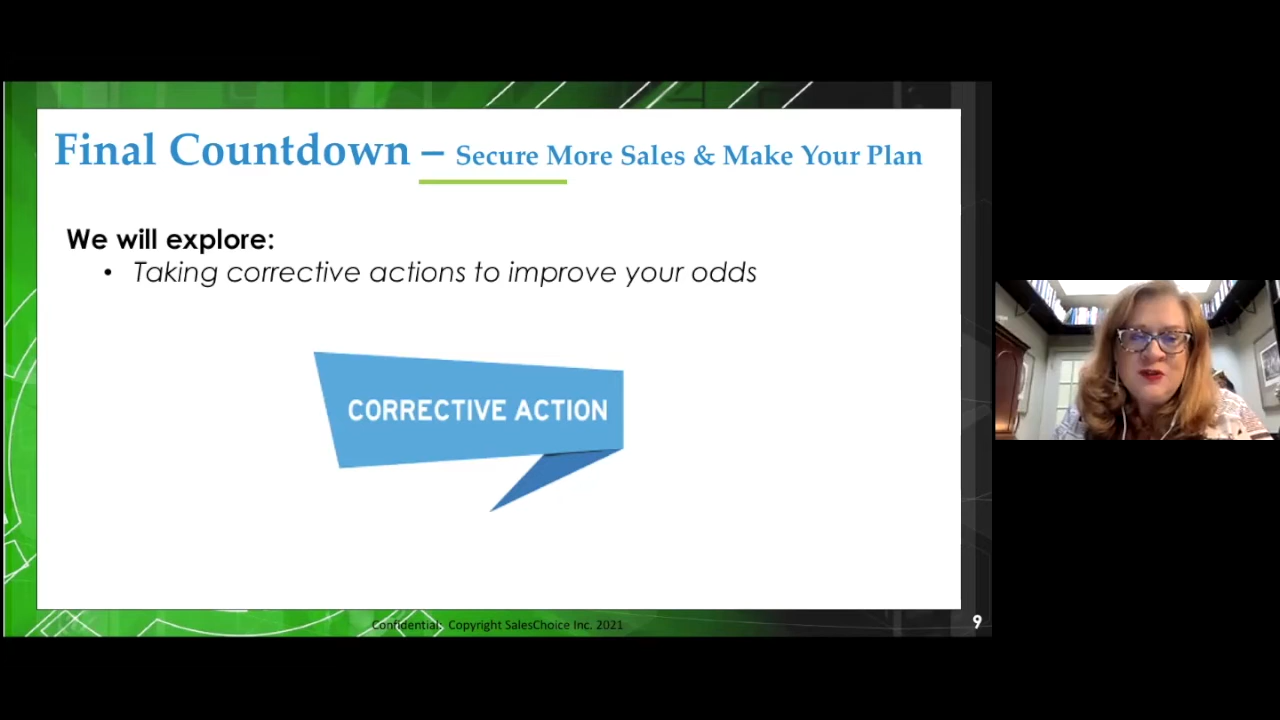 Final Countdown – Secure More Sales & Make Your Plan
We will explore:
• Taking corrective actions to improve your odds
CORRECTIVE ACTION
Confidential: Copyright SalesChoice Inc. 2021
9